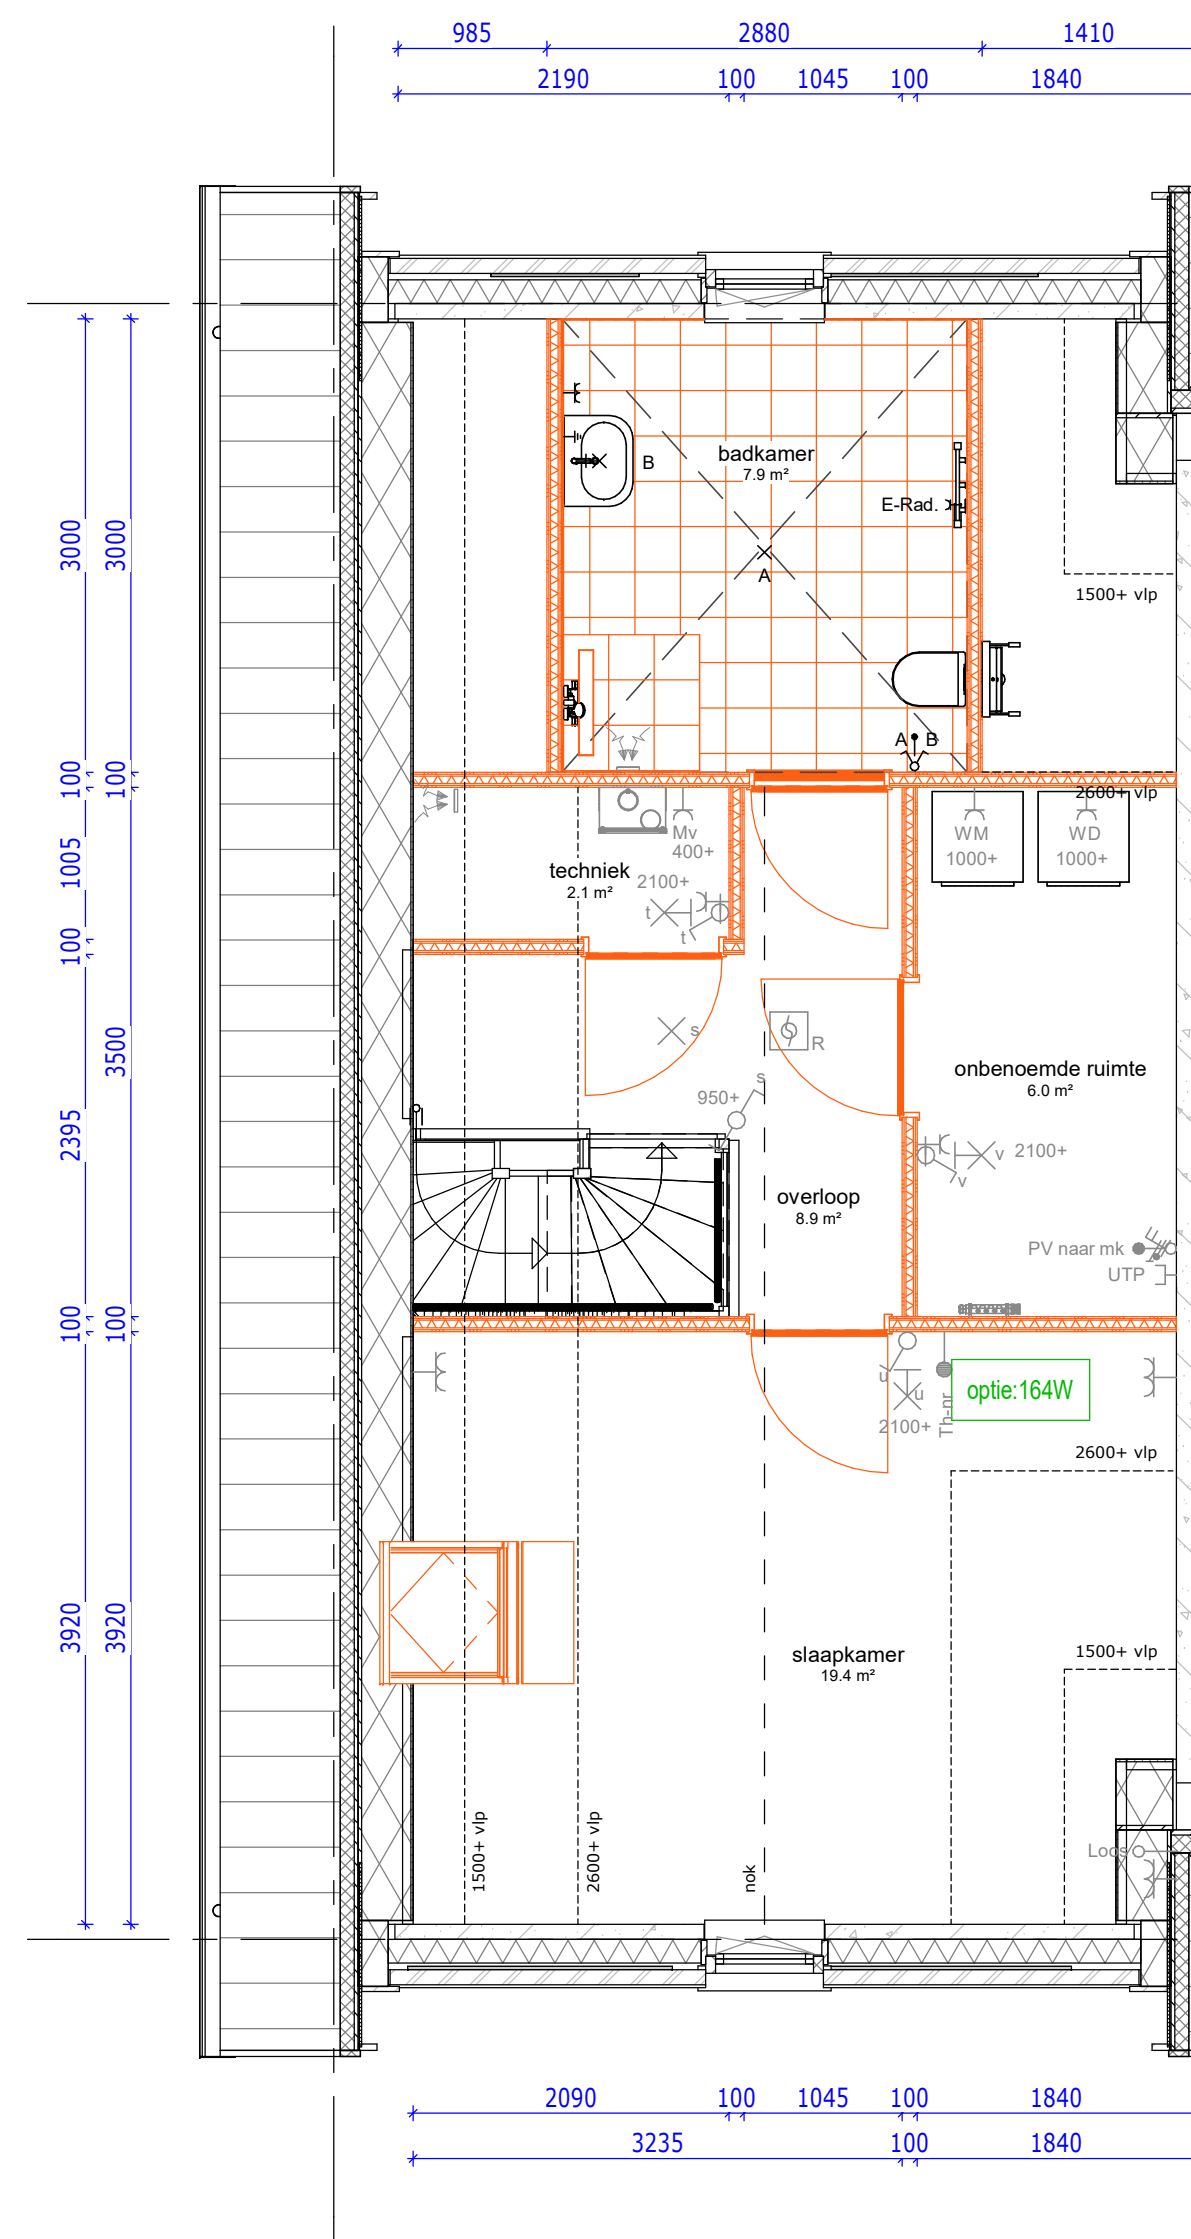 985 2880 1410
2190 100 1045 100 1840
badkamer
7.9 m²
B
E-Rad.
A
3000 3000
1500+ vlp
A B
100 100
2600+ vlp
WM
1000+
WD
1000+
Mv
400+
techniek
2.1 m²
2100+
t
t
1005
100
s
R
3500
onbenoemde ruimte
6.0 m²
950+
s
2395
v 2100+
v
overloop
8.9 m²
PV naar mk
UTP
100 100
u
u
2100+
Th-nr
optie:164W
2600+ vlp
3920 3920
slaapkamer
19.4 m²
1500+ vlp
1500+ vlp
2600+ vlp
nok
Loos
2090 100 1045 100 1840
3235 100 1840